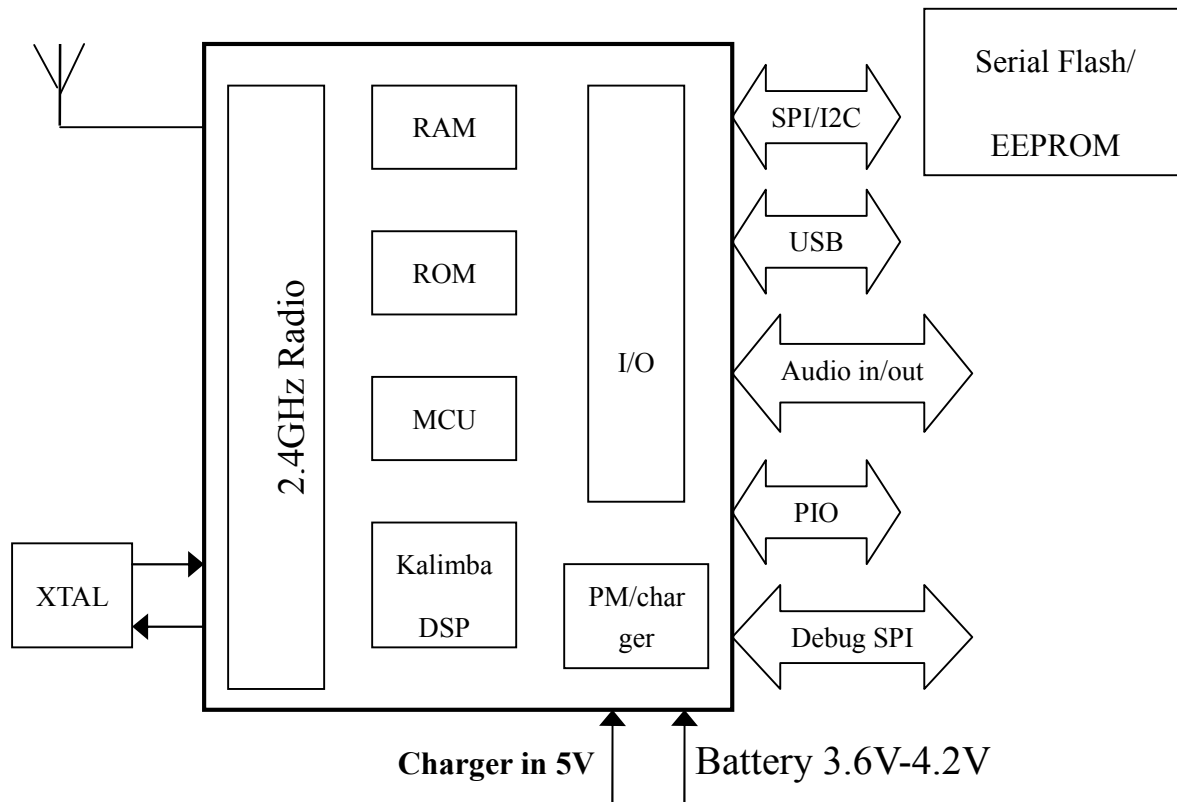 Serial Flash/
EEPROM
RAM
SPI/I2C
ROM
USB
2.4GHz Radio
I/O
Audio in/out
MCU
PIO
XTAL
Kalimba
DSP
PM/char
ger
Debug SPI
Charger in 5V
Battery 3.6V-4.2V